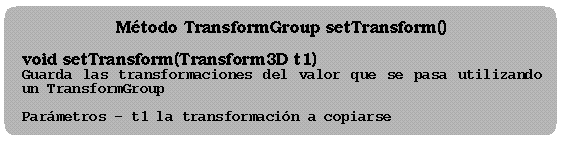 Método TransformGroup setTransform()
void setTransform(Transform3D t1)
Guarda las transformaciones del valor que se pasa utilizando
un TransformGroup
Parámetros - t1 la transformación a copiarse